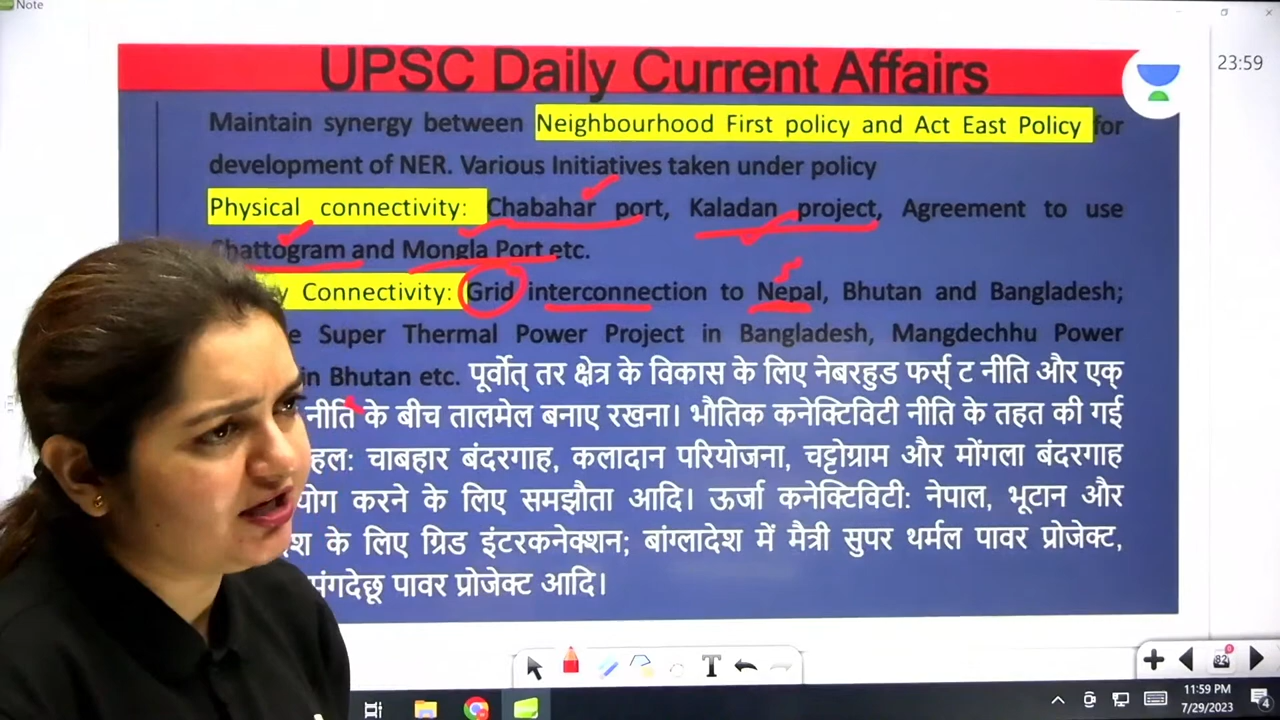 Note
UPSC Daily Current Affairs
23:59
Maintain synergy between Neighbourhood First policy and Act East Policy for
development of NER. Various Initiatives taken under policy
Physical connectivity: Chabahar port, Kaladan project, Agreement to use
Chattogram and Mongla Port etc.
y Connectivity: Grid interconnection to Nepal, Bhutan and Bangladesh;
e Super Thermal Power Project in Bangladesh, Mangdechhu Power
in Bhutan etc. पूर्वोत् तर क्षेत्र के विकास के लिए नेबरहुड फर्स् ट नीति और एक्
नीति के बीच तालमेल बनाए रखना। भौतिक कनेक्टिविटी नीति के तहत की गई
हल: चाबहार बंदरगाह, कलादान परियोजना, चट्टोग्राम और मोंगला बंदरगाह
योग करने के लिए समझौता आदि। ऊर्जा कनेक्टिविटी: नेपाल, भूटान और
श के लिए ग्रिड इंटरकनेक्शन; बांग्लादेश में मैत्री सुपर थर्मल पावर प्रोजेक्ट,
मंगदेछू पावर प्रोजेक्ट आदि।
T
82
8
11:59 PM
7/29/2023
4